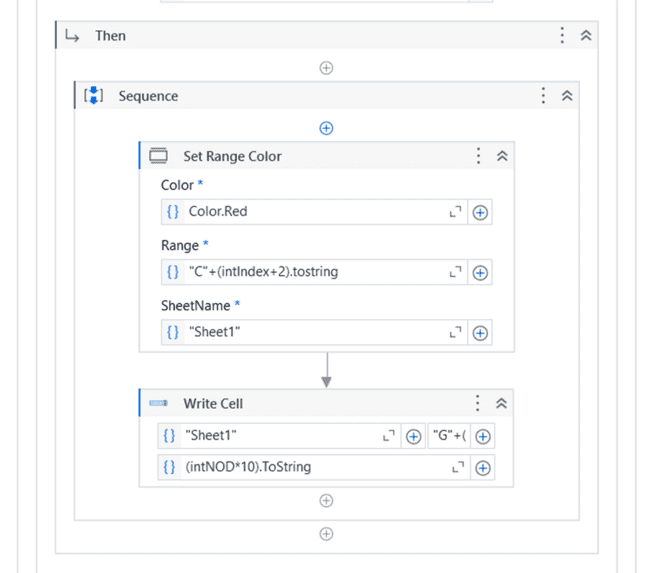 Then
Sequence
Set Range Color
Color *
{} Color.Red
Range *
{} "C"+(intIndex+2).tostring
SheetName *
{} "Sheet1"
Write Cell
{} "Sheet1" "G"+(
{} (intNOD*10).ToString